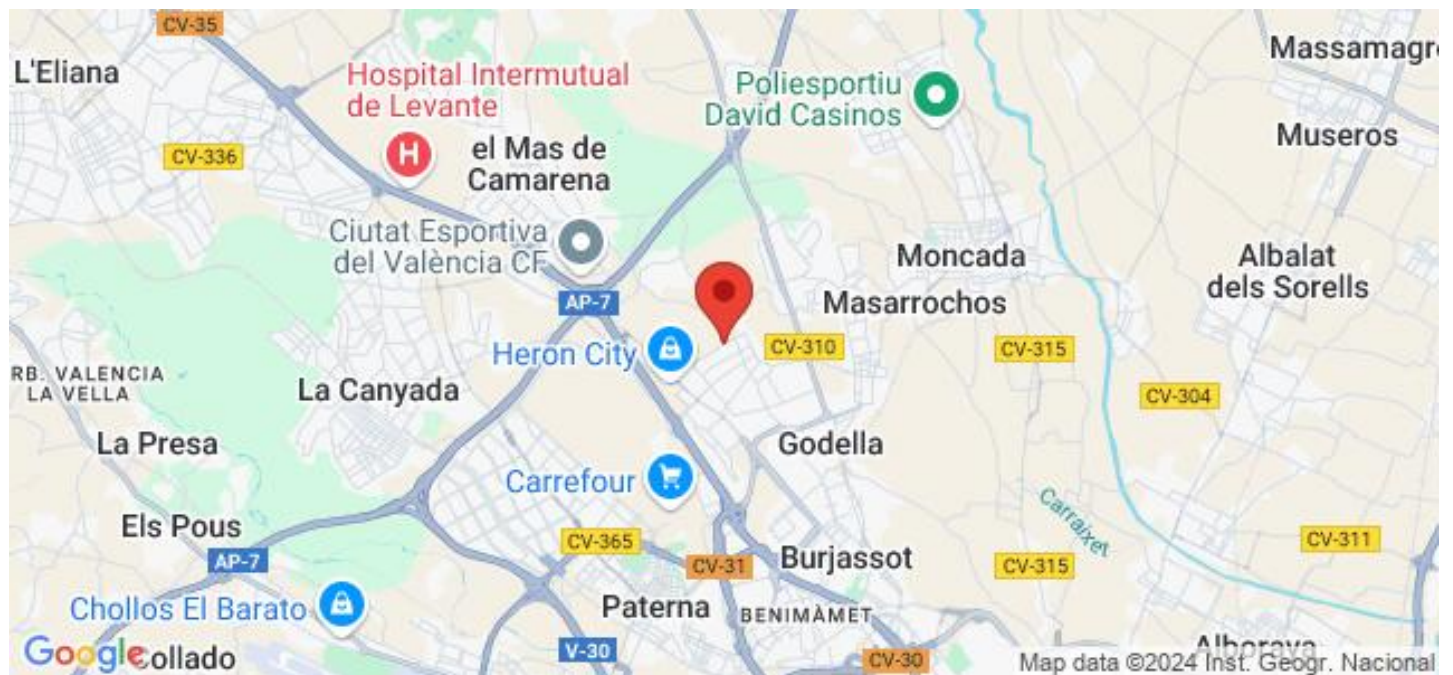 CV-35
L'Eliana
Hospital Intermutual
de Levante
Poliesportiu
David Casinos
Massamagr
Museros
CV-336
H
el Mas de
Camarena
Ciutat Esportiva
del València CF
AP-7
Moncada
Masarrochos
Albalat
dels Sorells
Heron City
CV-310
CV-315
RB. VALENCIA
LA VELLA
La Canyada
CV-304
La Presa
Godella
Carrefour
Carraixet
Els Pous
AP-7
CV-365
CV-31
Burjassot
CV-315
CV-311
Chollos El Barato
Paterna
BENIMÀMET
Google
Collado
V-30
CV-30
Alboraya
Map data ©2024 Inst. Geogr. Nacional